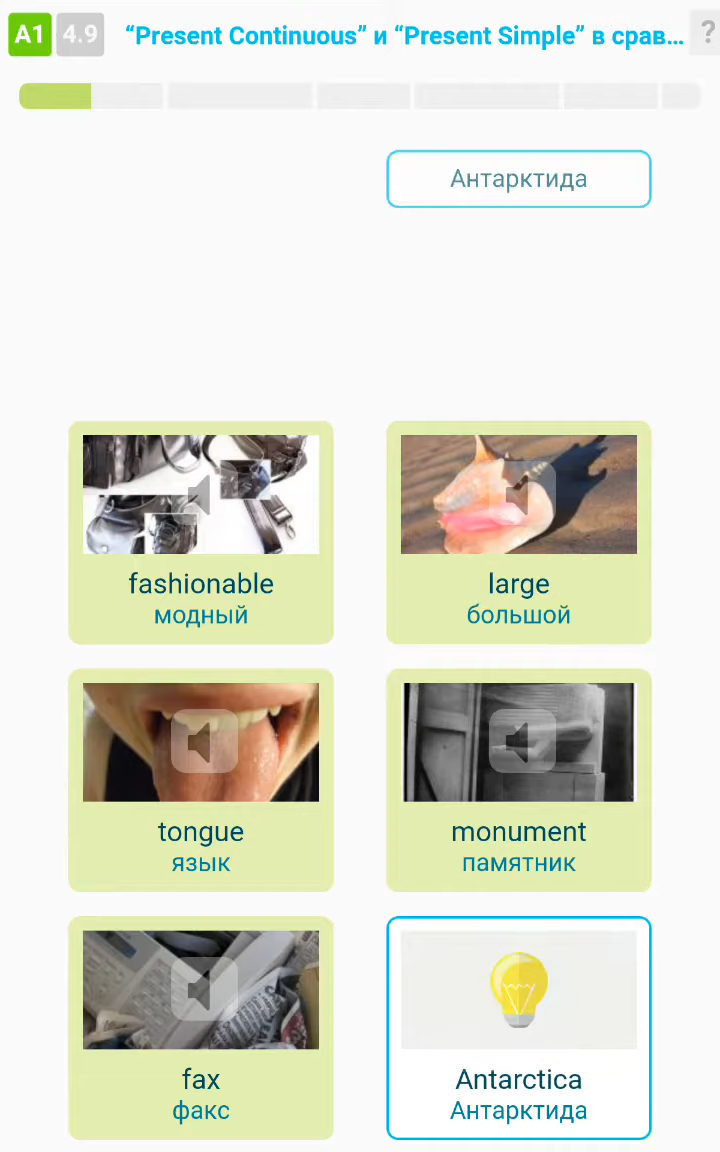 A1 4.9 “Present Continuous” и “Present Simple” в срав... ?
Антарктида
fashionable
модный
large
большой
tongue
язык
monument
памятник
fax
факс
Antarctica
Антарктида